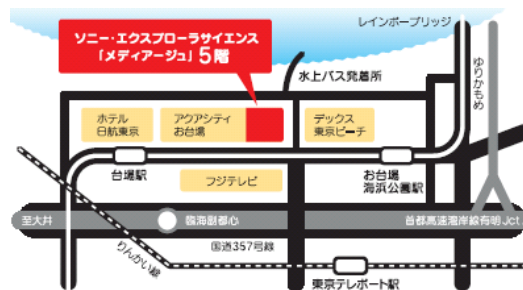 レインボーブリッジ
ソニー・エクスプローラサイエンス
「メディアージュ」5階
ゆりかもめ
水上バス発着所
ホテル
日航東京
アクアシティ
お台場
デックス
東京ビーチ
台場駅
フジテレビ
お台場
海浜公園駅
至大井
臨海副都心
首都高速湾岸線有明Jct
りんかい線
国道357号線
東京テレポート駅